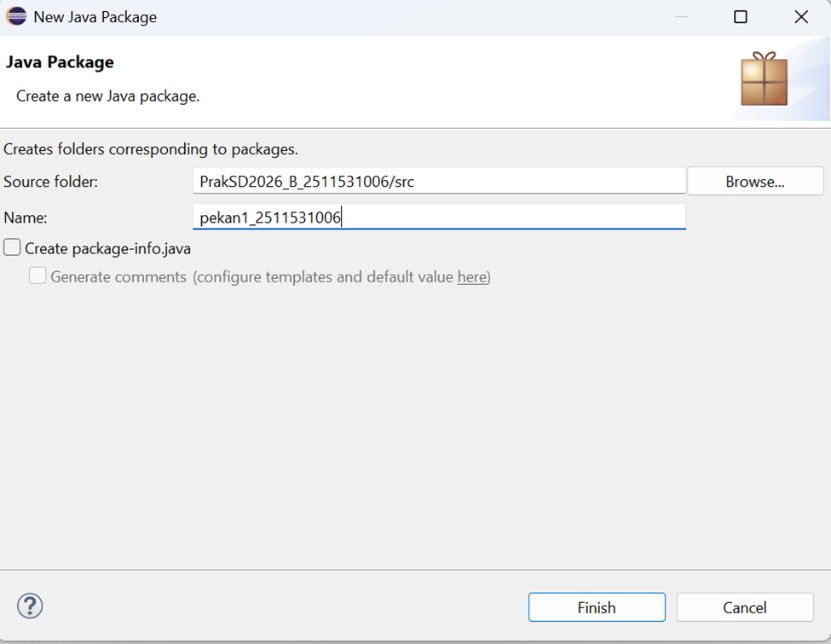 New Java Package
Java Package
Create a new Java package.
Creates folders corresponding to packages.
Source folder: PrakSD2026_B_2511531006/src Browse...
Name: pekan1_2511531006
Create package-info.java
Generate comments (configure templates and default value here)
? Finish Cancel